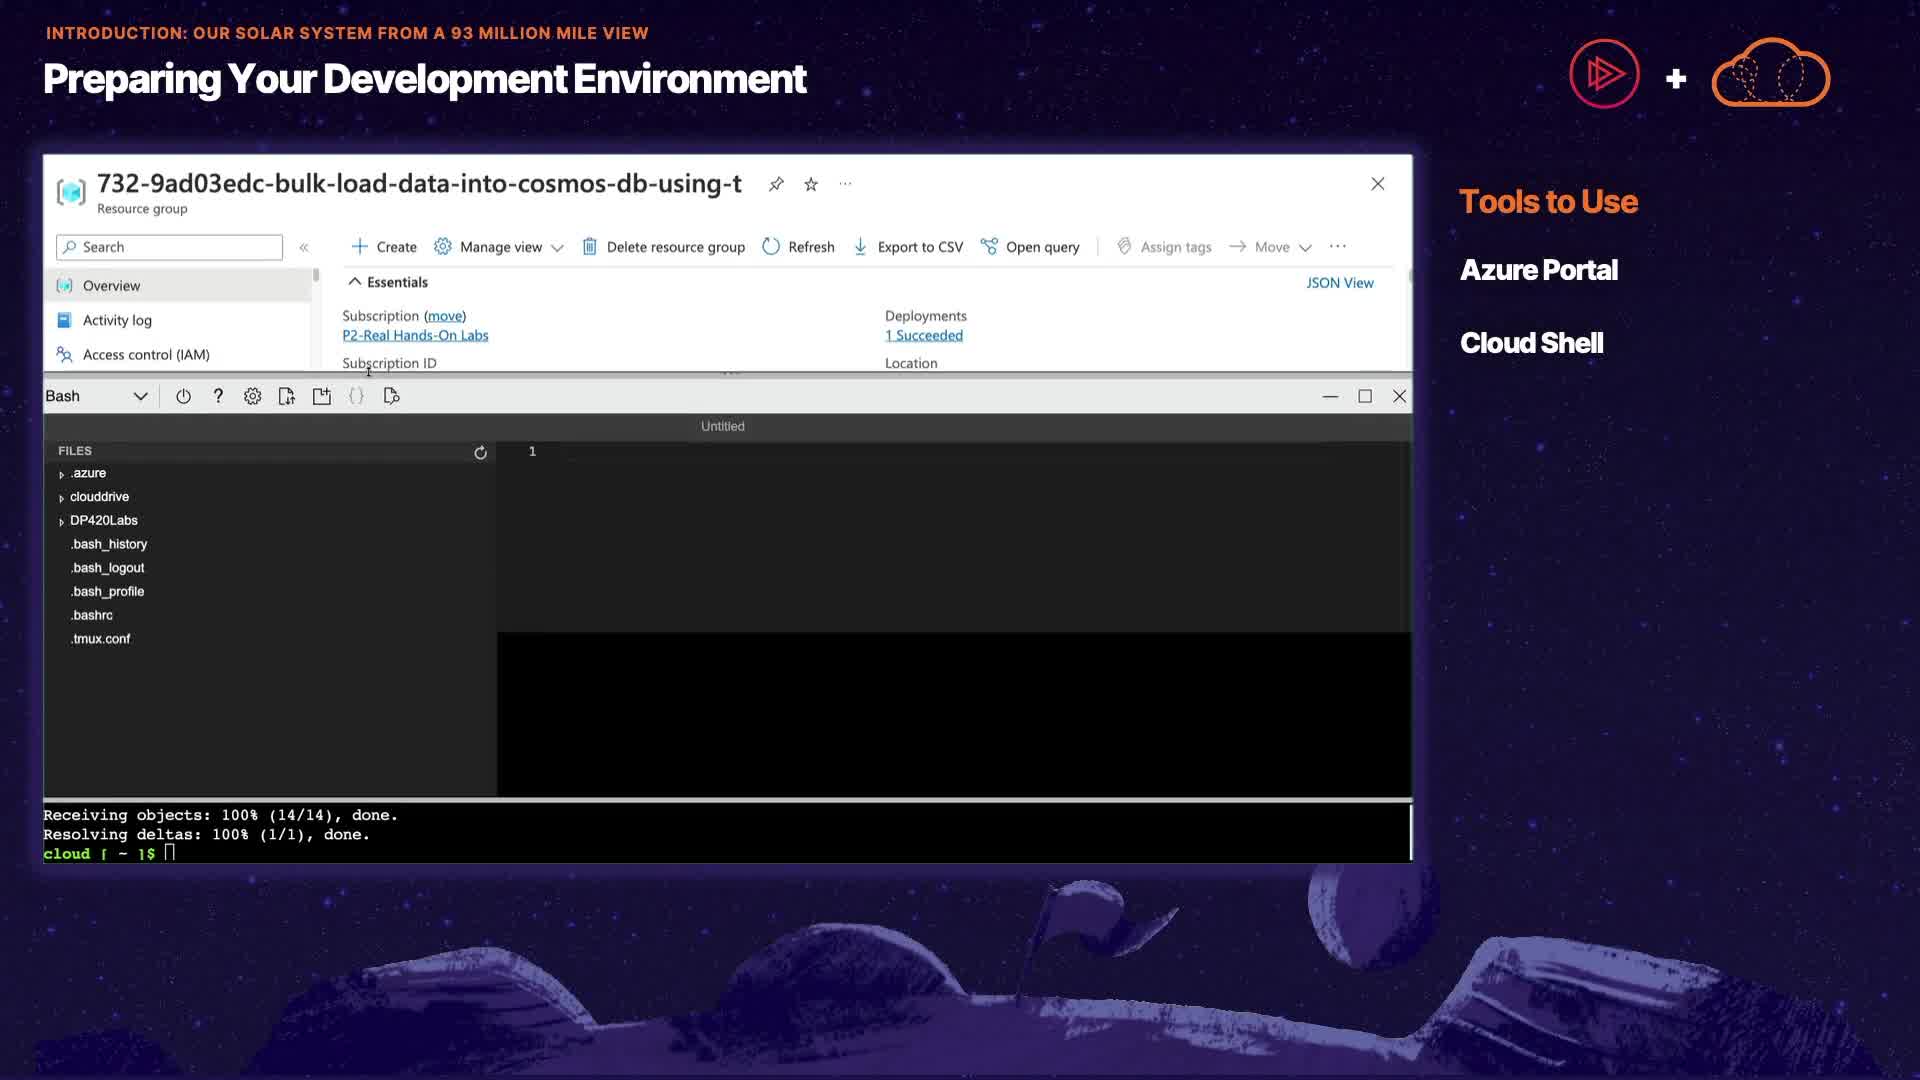 INTRODUCTION: OUR SOLAR SYSTEM FROM A 93 MILLION MILE VIEW
Preparing Your Development Environment
+
732-9ad03edc-bulk-load-data-into-cosmos-db-using-t
Resource group
Search
Create
Manage view
Delete resource group
Refresh
Export to CSV
Open query
Assign tags
Move
Overview
Activity log
Access control (IAM)
Essentials
JSON View
Subscription (move)
P2-Real Hands-On Labs
Deployments
1 Succeeded
Subscription ID
Location
Bash
Untitled
FILES
.azure
clouddrive
DP420Labs
.bash_history
.bash_logout
.bash_profile
.bashrc
.tmux.conf
1
Receiving objects: 100% (14/14), done.
Resolving deltas: 100% (1/1), done.
cloud [ ~ ]$
Tools to Use
Azure Portal
Cloud Shell